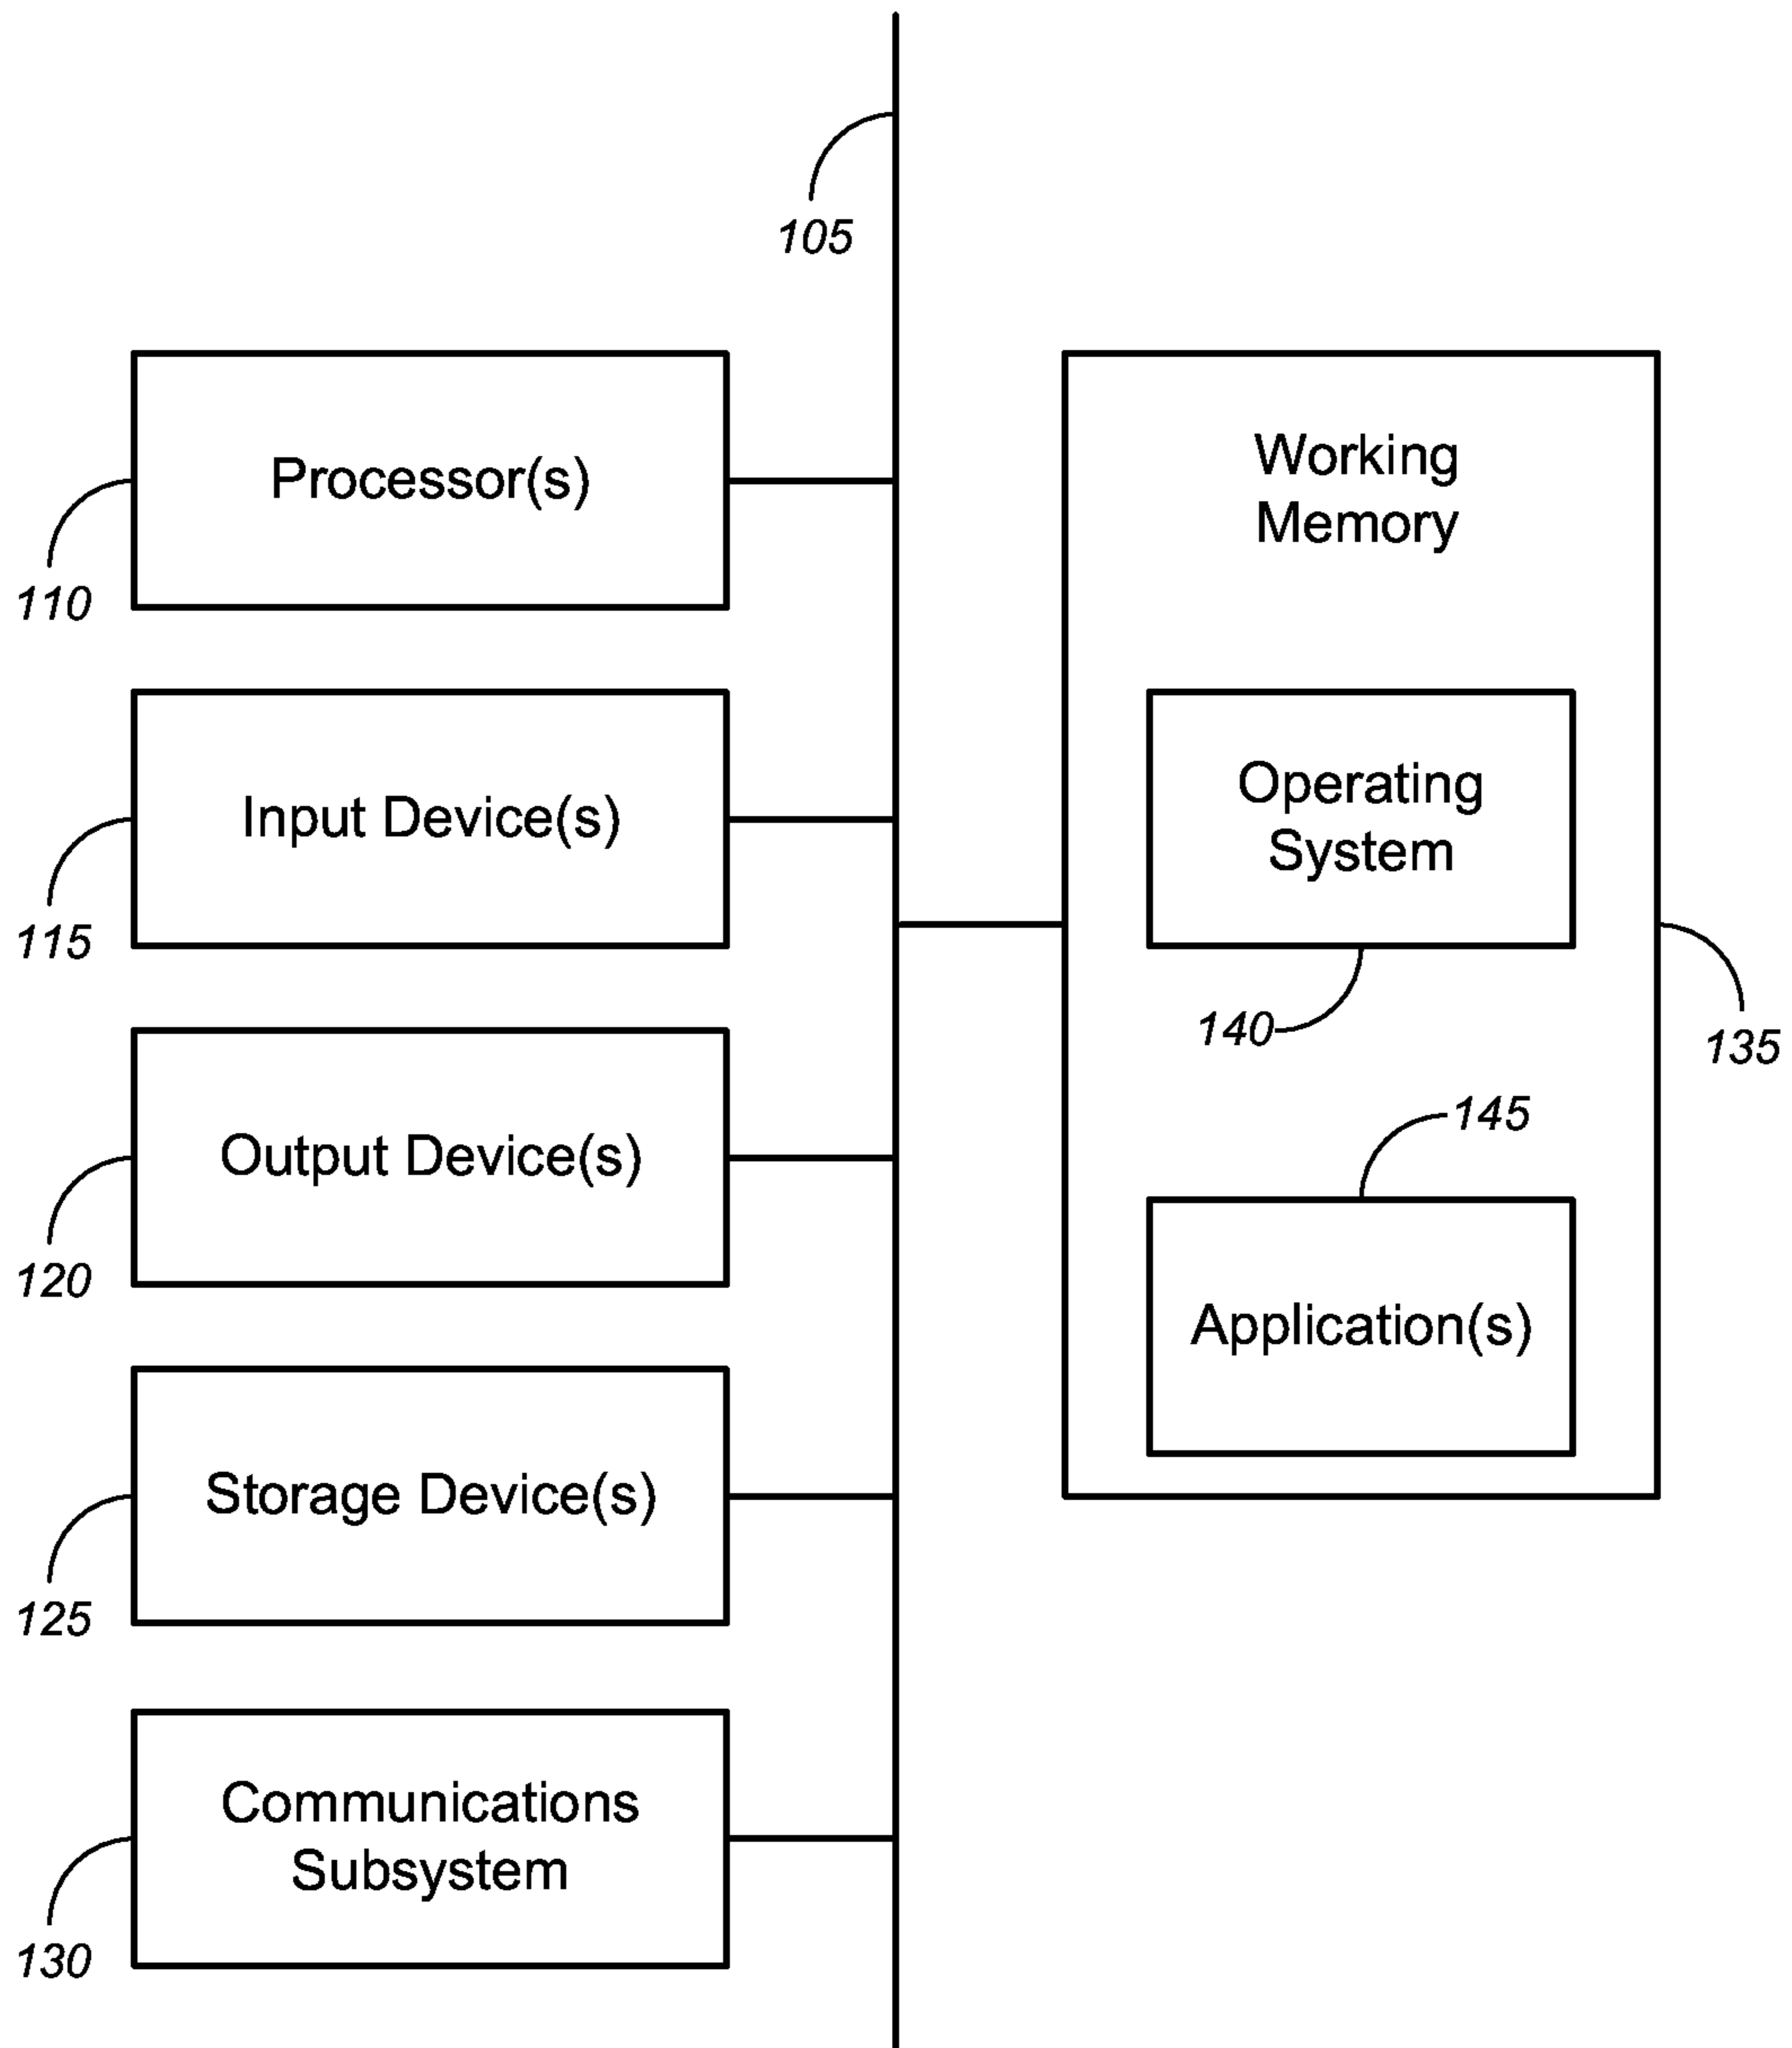 105
Processor(s)
110
Input Device(s)
115
Output Device(s)
120
Storage Device(s)
125
Communications
Subsystem
130
Working
Memory
Operating
System
140
135
145
Application(s)